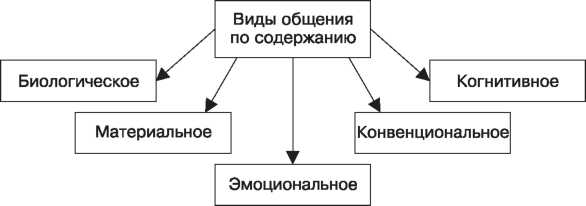 Виды общения
по содержанию
Биологическое
Когнитивное
Материальное
Конвенциональное
Эмоциональное